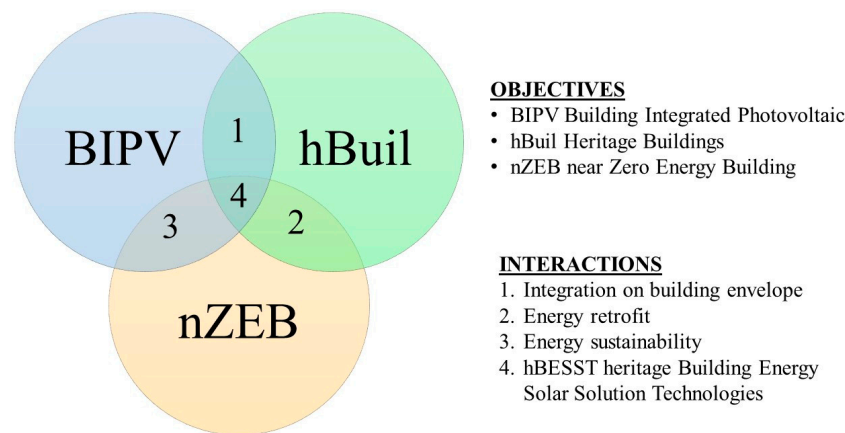 BIPV
1
hBuil
4
3
2
nZEB
OBJECTIVES
• BIPV Building Integrated Photovoltaic
• hBuil Heritage Buildings
• nZEB near Zero Energy Building
INTERACTIONS
1. Integration on building envelope
2. Energy retrofit
3. Energy sustainability
4. hBESST heritage Building Energy
Solar Solution Technologies